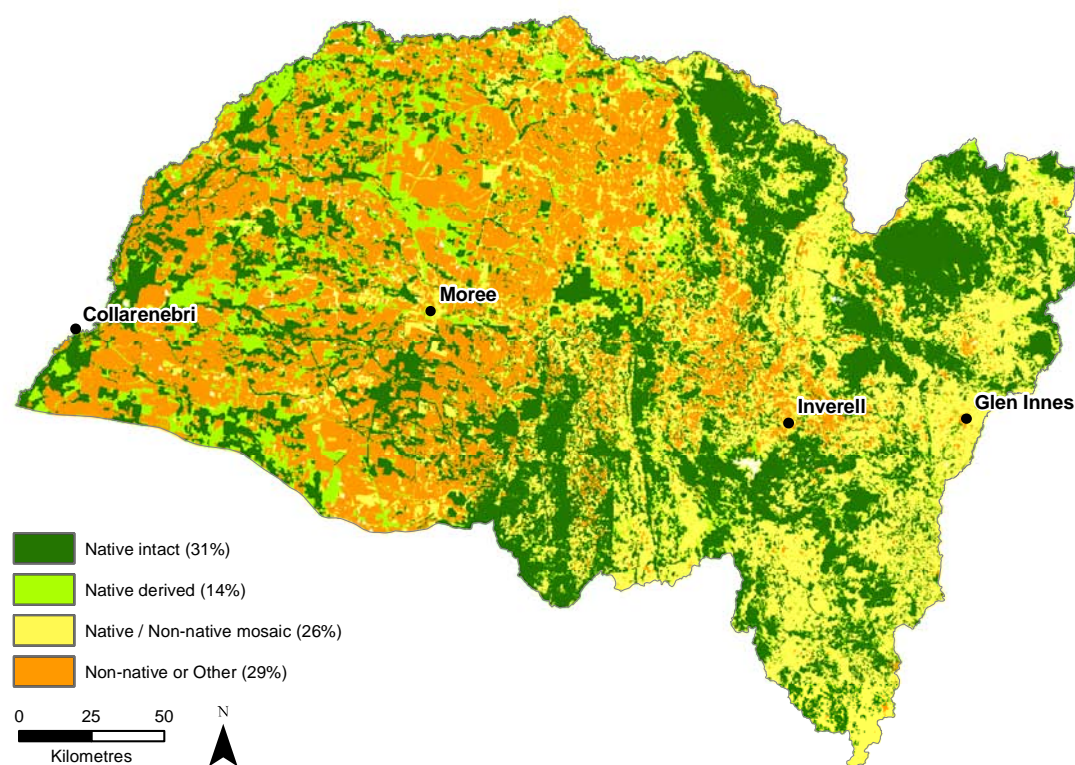 Moree
Collarenebri
Inverell
Glen Innes
Native intact (31%)
Native derived (14%)
Native / Non-native mosaic (26%)
Non-native or Other (29%)
0 25 50
Kilometres
N